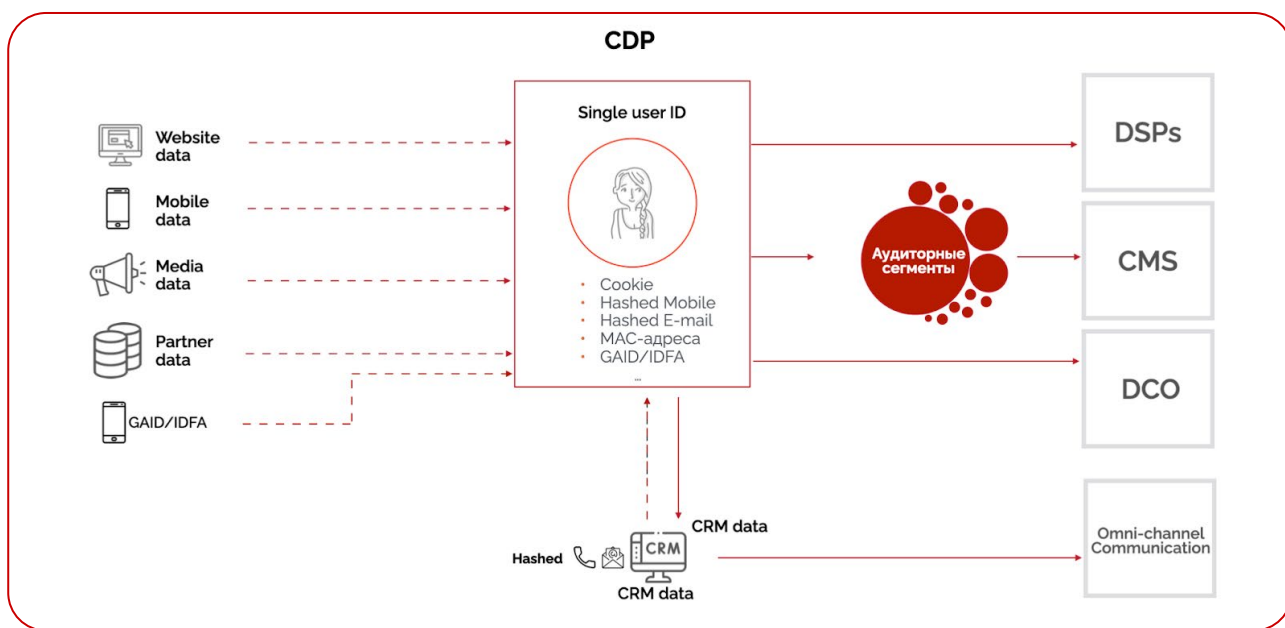 CDP
Website
data
Mobile
data
Media
data
Partner
data
GAID/IDFA
Single user ID
• Cookie
• Hashed Mobile
• Hashed E-mail
• MAC-адреса
• GAID/IDFA
...
Аудиторные
сегменты
DSPs
CMS
DCO
Omni-channel
Communication
CRM data
Hashed
CRM
CRM data